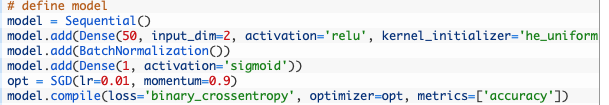 # define model
model = Sequential()
model.add(Dense(50, input_dim=2, activation='relu', kernel_initializer='he_uniform
model.add(BatchNormalization())
model.add(Dense(1, activation='sigmoid'))
opt = SGD(lr=0.01, momentum=0.9)
model.compile(loss='binary_crossentropy', optimizer=opt, metrics=['accuracy'])